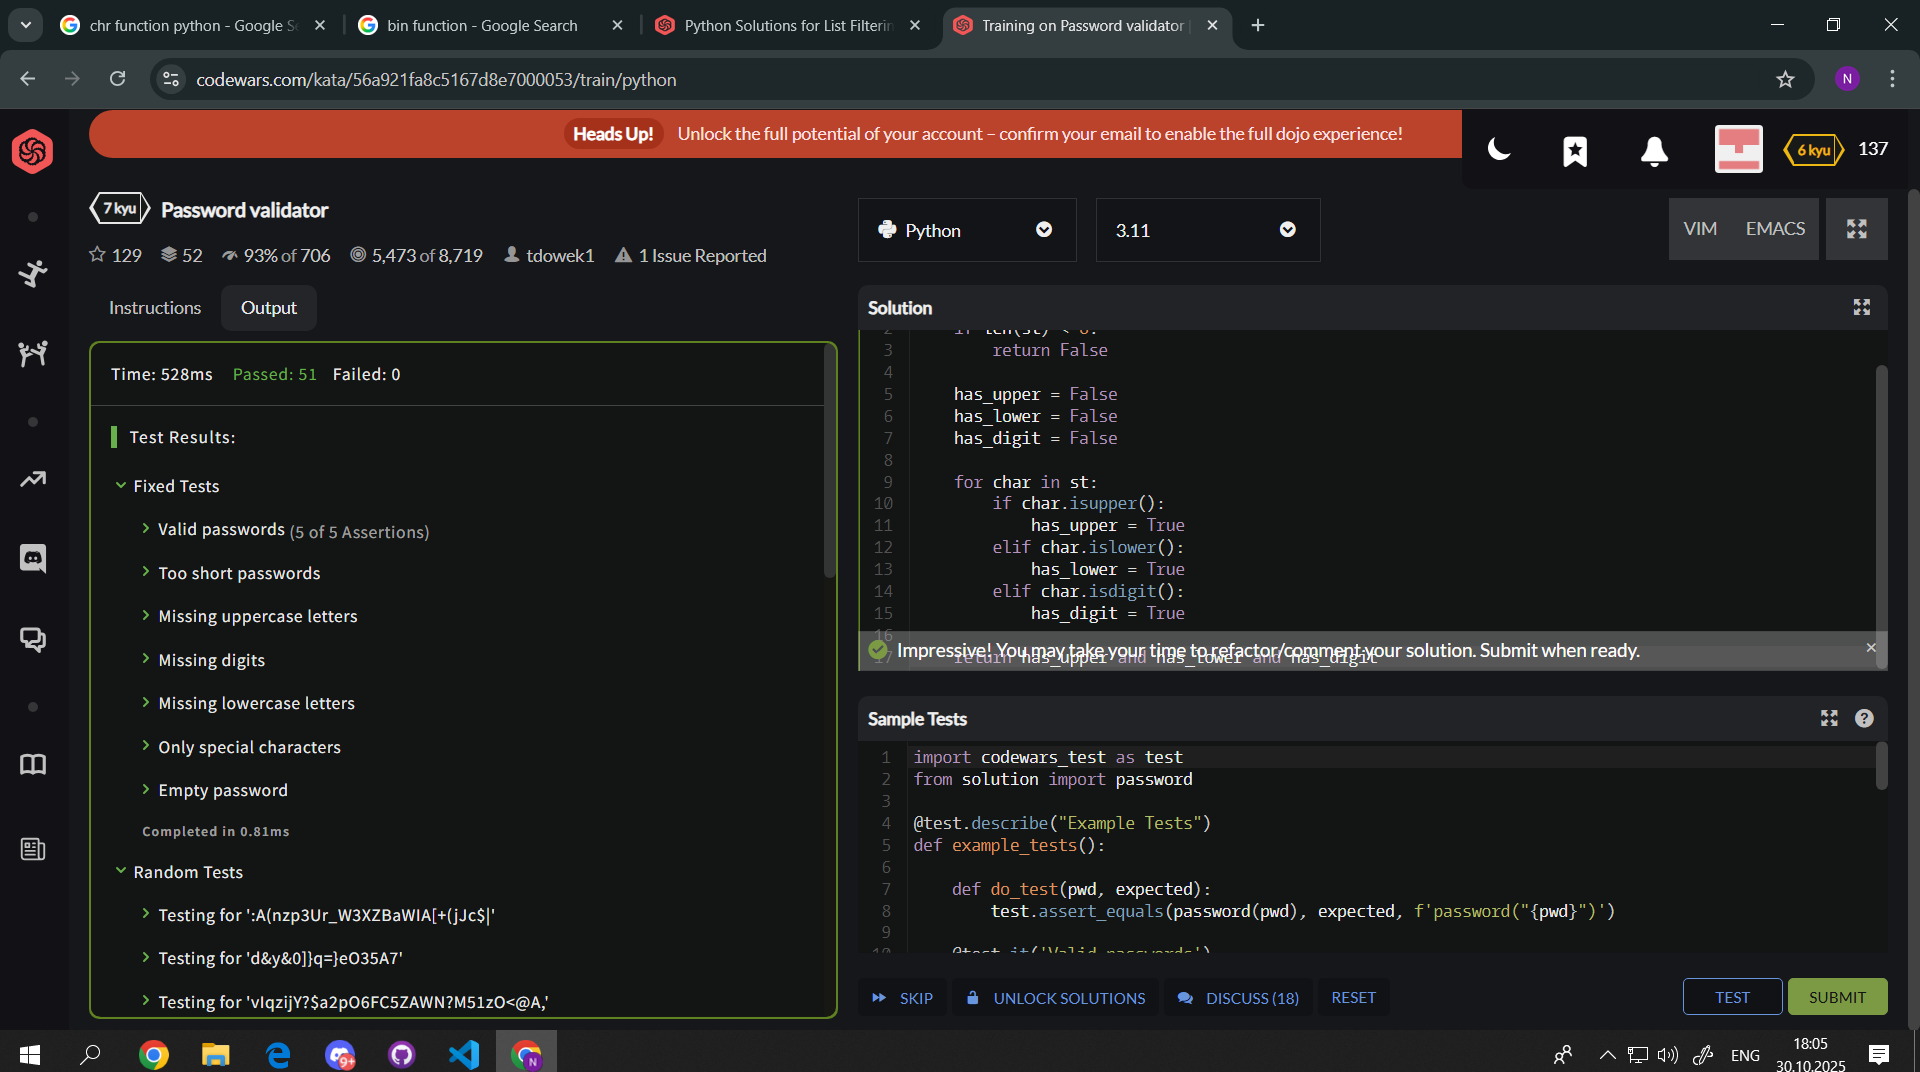 chr function python - Google Se
bin function - Google Search
Python Solutions for List Filterin
Training on Password validator |
codewars.com/kata/56a921fa8c5167d8e7000053/train/python
N
Heads Up! Unlock the full potential of your account – confirm your email to enable the full dojo experience!
6 kyu 137
7 kyu Password validator
129 52 93% of 706 5,473 of 8,719 tdowek1 1 Issue Reported
Python
3.11
VIM EMACS
Instructions Output
Time: 528ms Passed: 51 Failed: 0
Test Results:
Fixed Tests
Valid passwords (5 of 5 Assertions)
Too short passwords
Missing uppercase letters
Missing digits
Missing lowercase letters
Only special characters
Empty password
Completed in 0.81ms
Random Tests
Testing for ':A(nzp3Ur_W3XZBaWIA[+(jJc$|'
Testing for 'd&y&0]}q=}eO35A7'
Testing for 'vIqzijY?$a2pO6FC5ZAWN?M51zO<@A,'
Solution
3 return False
4
5 has_upper = False
6 has_lower = False
7 has_digit = False
8
9 for char in st:
10 if char.isupper():
11 has_upper = True
12 elif char.islower():
13 has_lower = True
14 elif char.isdigit():
15 has_digit = True
16
17 return has_upper and has_lower and has_digit
Impressive! You may take your time to refactor/comment your solution. Submit when ready.
Sample Tests
1 import codewars_test as test
2 from solution import password
3
4 @test.describe("Example Tests")
5 def example_tests():
6
7 def do_test(pwd, expected):
8 test.assert_equals(password(pwd), expected, f'password("{pwd}")')
9
10 @test.it('Valid passwords')
SKIP UNLOCK SOLUTIONS DISCUSS (18) RESET TEST SUBMIT
9+
N
ENG
18:05
30.10.2025